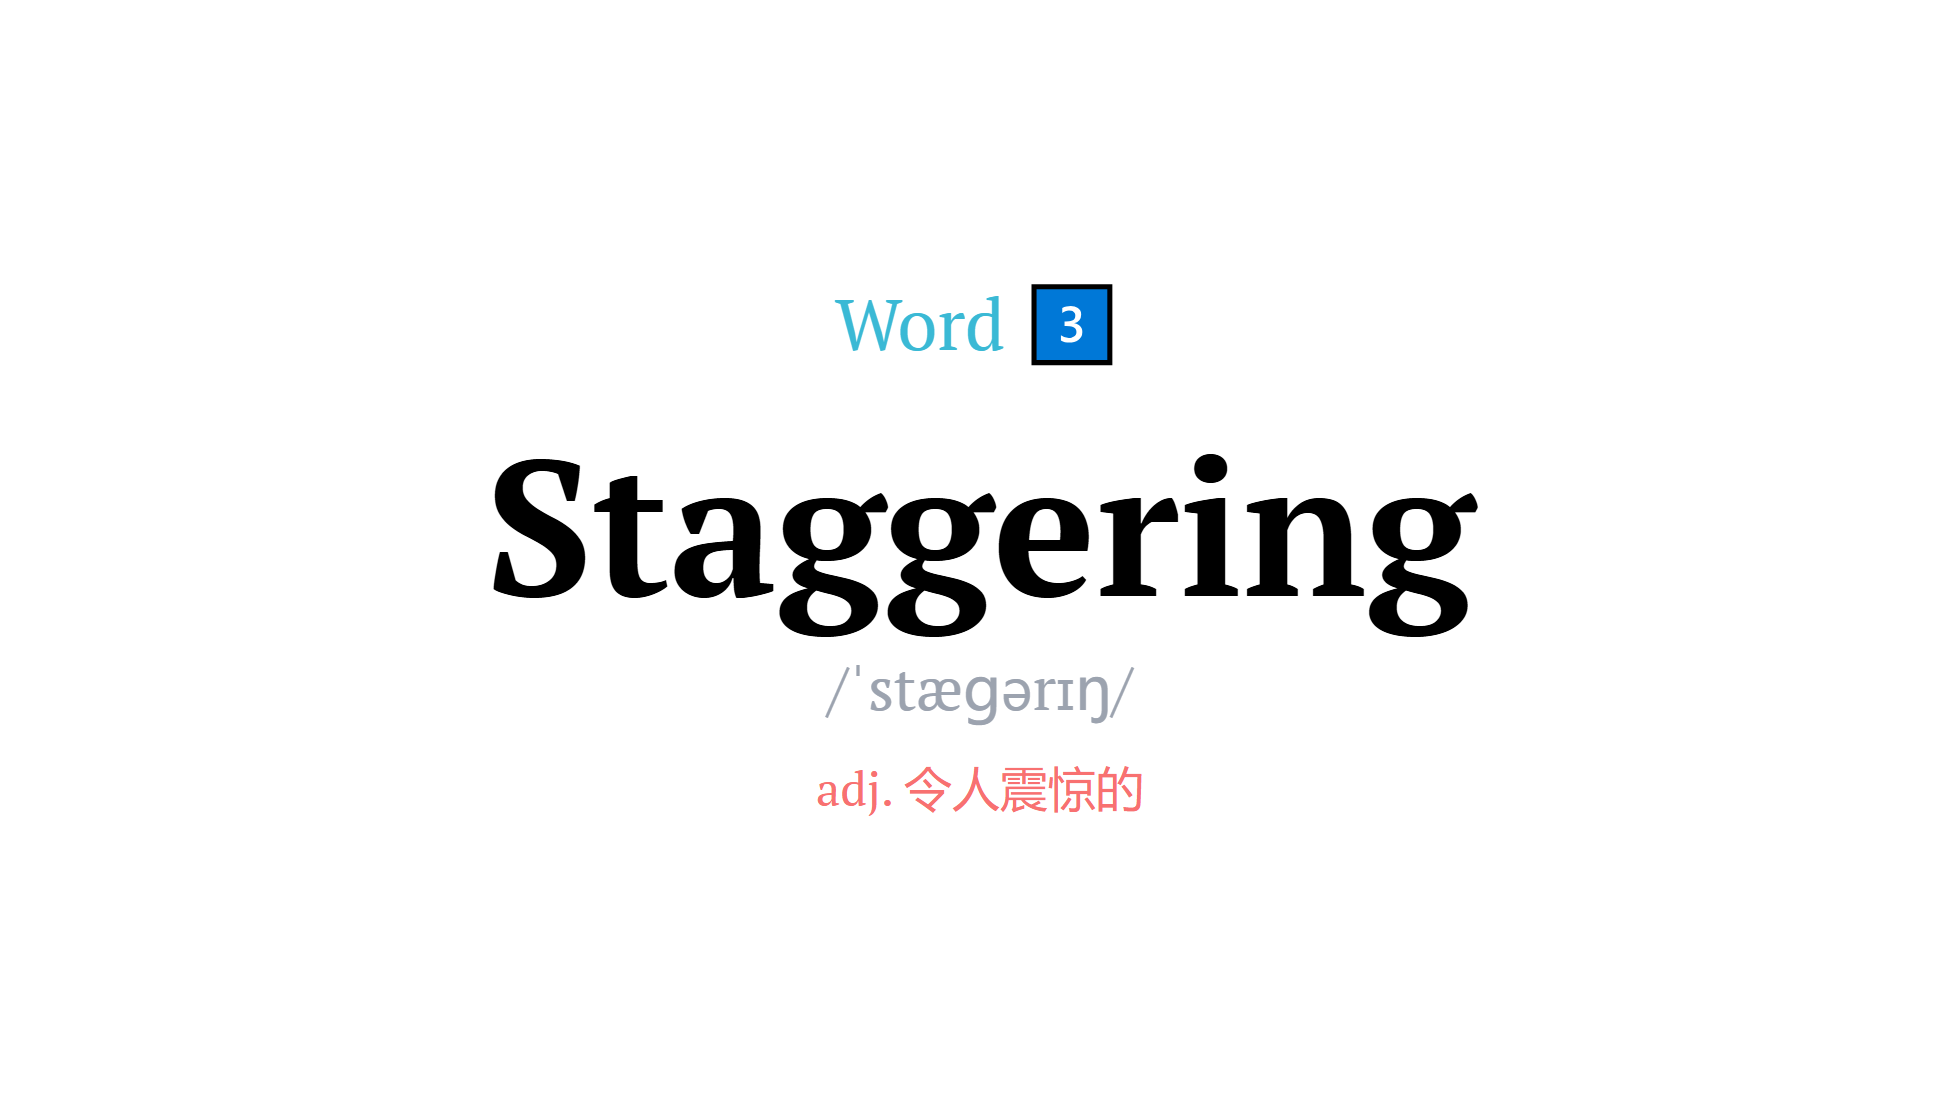 Word 3
Staggering
/ˈstæɡərɪŋ/
adj. 令人震惊的